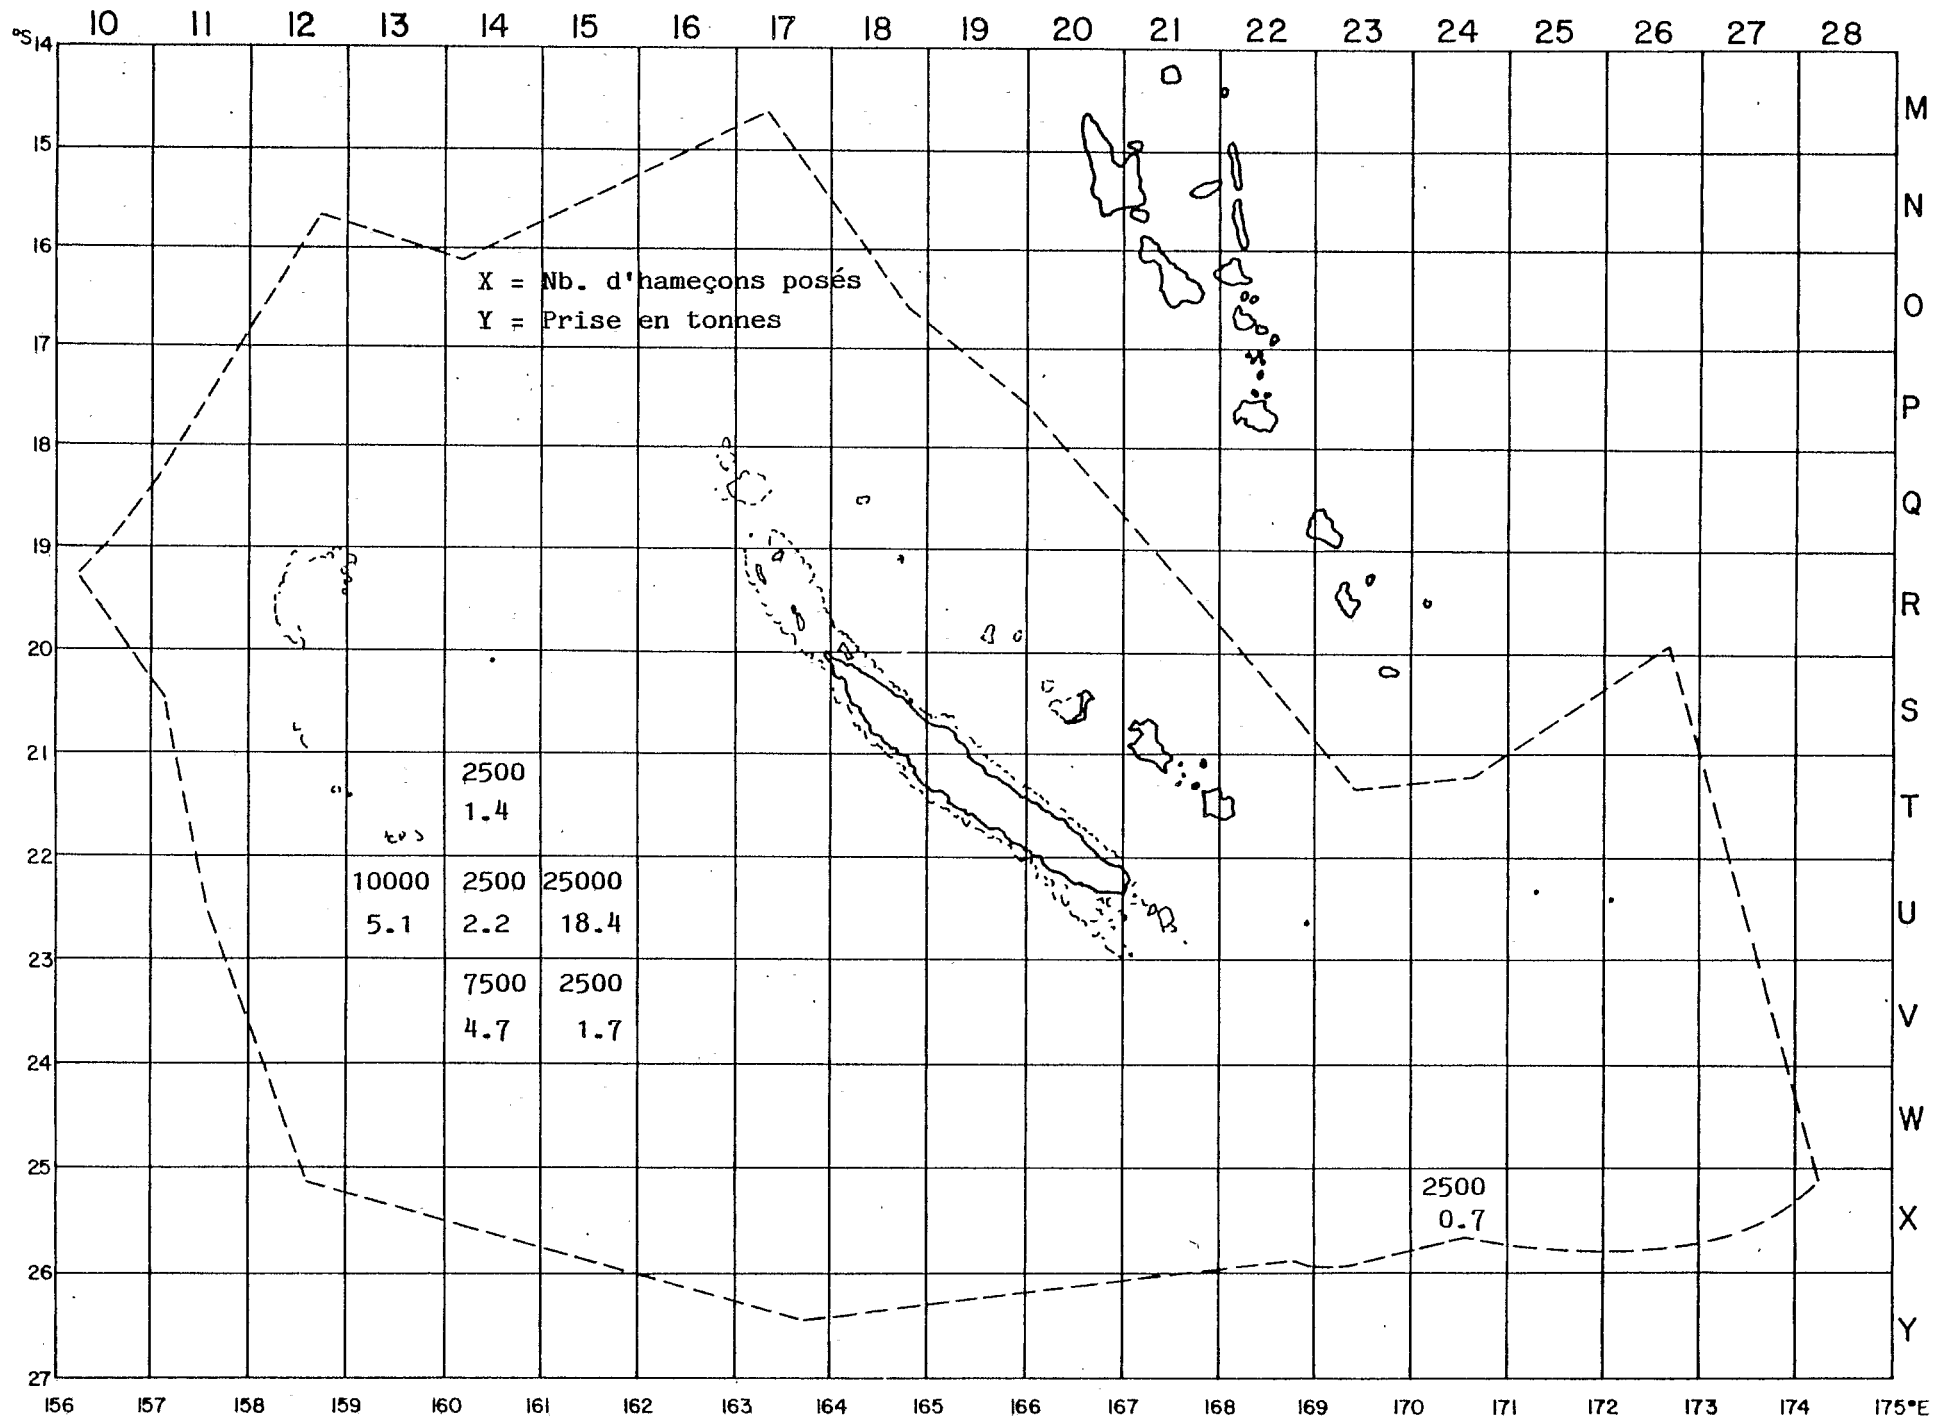 10 11 12 13 14 15 16 17 18 19 20 21 22 23 24 25 26 27 28
°S 14
M
15
N
16
X = Nb. d'hameçons posés
O
Y = Prise en tonnes
17
P
18
Q
19
R
20
S
21
2500
1.4
T
22
10000 2500 25000
5.1 2.2 18.4
U
23
7500 2500
4.7 1.7
V
24
W
25
2500
0.7
X
26
Y
27
156 157 158 159 160 161 162 163 164 165 166 167 168 169 170 171 172 173 174 175°E